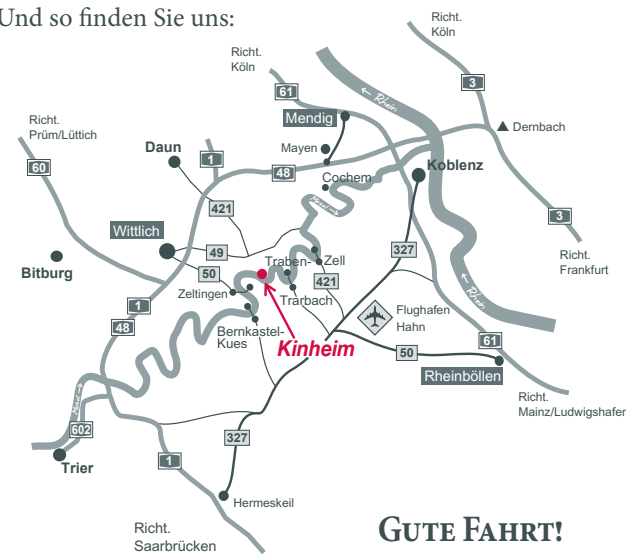 Und so finden Sie uns:
Richt.
Köln
Richt.
Köln
61
3
Richt.
Prüm/Lüttich
Mendig
← Rhein
Dernbach
Daun
1
Mayen
60
48
Koblenz
Cochem
421
Mosel →
3
Wittlich
49
327
Richt.
Frankfurt
50
Traben-
Zell
Bitburg
421
← Rhein
Zeltingen
Trarbach
1
Flughafen
Hahn
48
Bernkastel-
Kues
61
Kinheim
50
Rheinböllen
Richt.
Mainz/Ludwigshafer
Mosel →
602
327
Trier
1
Hermeskeil
Richt.
Saarbrücken
GUTE FAHRT!